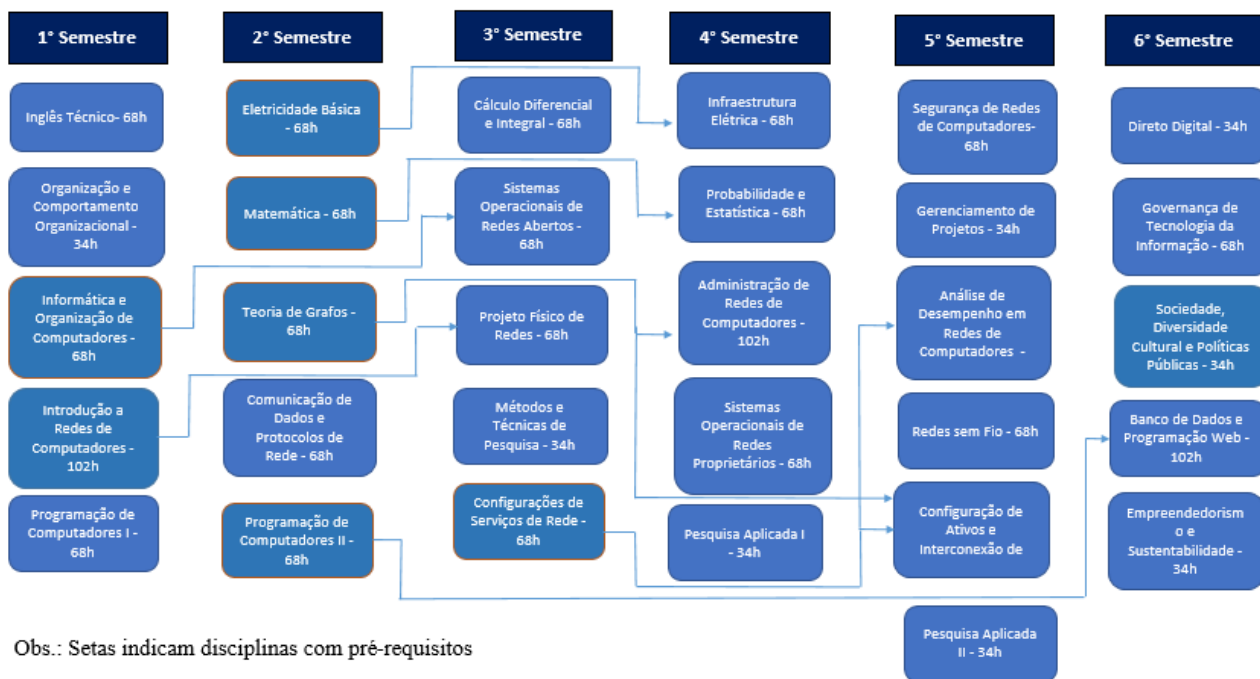 1° Semestre
2° Semestre
3° Semestre
4° Semestre
5° Semestre
6° Semestre
Inglês Técnico- 68h
Organização e
Comportamento
Organizacional -
34h
Informática e
Organização de
Computadores -
68h
Introdução a
Redes de
Computadores -
102h
Programação de
Computadores I -
68h
Eletricidade Básica
- 68h
Matemática - 68h
Teoria de Grafos -
68h
Comunicação de
Dados e
Protocolos de
Rede - 68h
Programação de
Computadores II -
68h
Cálculo Diferencial
e Integral - 68h
Sistemas
Operacionais de
Redes Abertos -
68h
Projeto Físico de
Redes - 68h
Métodos e
Técnicas de
Pesquisa - 34h
Configurações de
Serviços de Rede -
68h
Infraestrutura
Elétrica - 68h
Probabilidade e
Estatística - 68h
Administração de
Redes de
Computadores -
102h
Sistemas
Operacionais de
Redes
Proprietários - 68h
Pesquisa Aplicada I
- 34h
Segurança de Redes
de Computadores-
68h
Gerenciamento de
Projetos - 34h
Análise de
Desempenho em
Redes de
Computadores -
Redes sem Fio - 68h
Configuração de
Ativos e
Interconexão de
Pesquisa Aplicada
II - 34h
Direto Digital - 34h
Governança de
Tecnologia da
Informação - 68h
Sociedade,
Diversidade
Cultural e Políticas
Públicas - 34h
Banco de Dados e
Programação Web -
102h
Empreendedoris
mo e
Sustentabilidade -
34h
Obs.: Setas indicam disciplinas com pré-requisitos